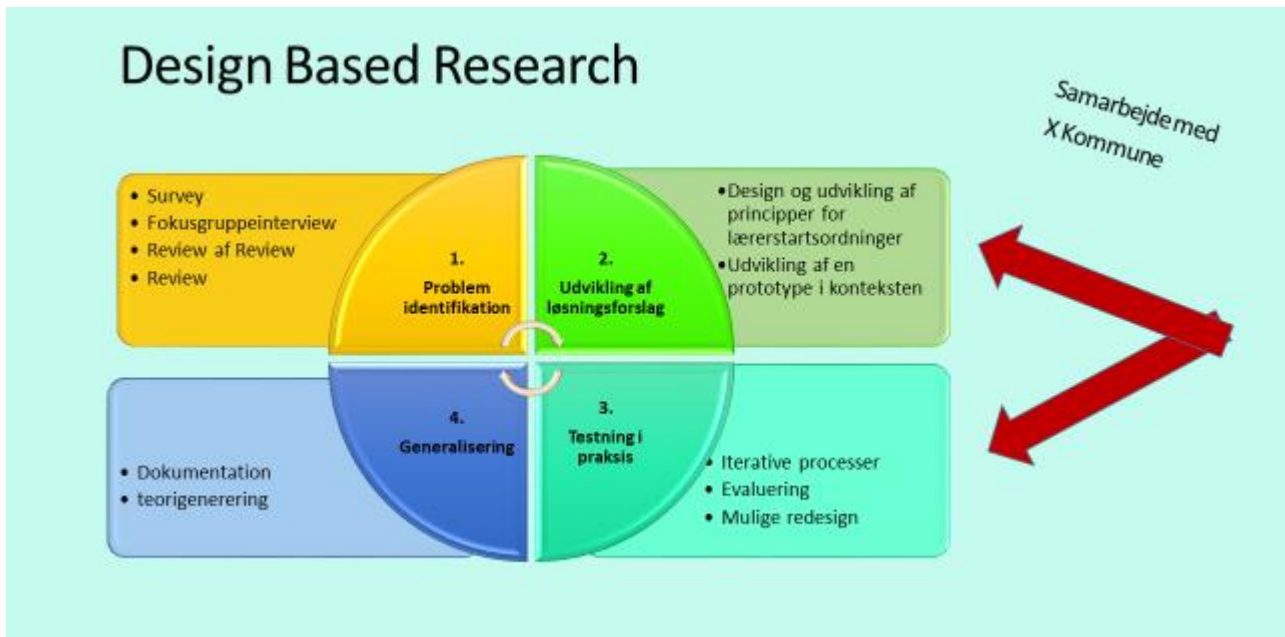 Design Based Research
Samarbejde med
X Kommune
• Survey
• Fokusgruppeinterview
• Review af Review
• Review
1.
Problem
identifikation
2.
Udvikling af
løsningsforslag
•Design og udvikling af
principper for
lærerstartsordninger
•Udvikling af en
prototype i konteksten
• Dokumentation
• teorigenerering
4.
Generalisering
3.
Testning i
praksis
• Iterative processer
• Evaluering
• Mulige redesign